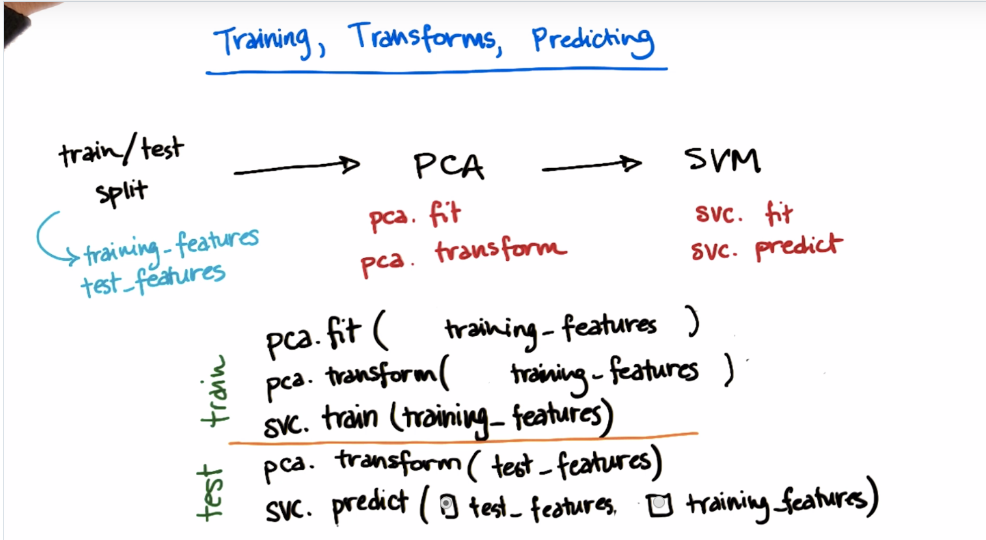 Training, Transforms, Predicting
train/test
split
training_features
test_features
PCA
pca. fit
pca. transform
SVM
svc. fit
svc. predict
train
pca.fit( training_features )
pca. transform( training_features )
svc. train (training_features)
test
pca. transform( test_features)
svc. predict ( test_features, training_features)